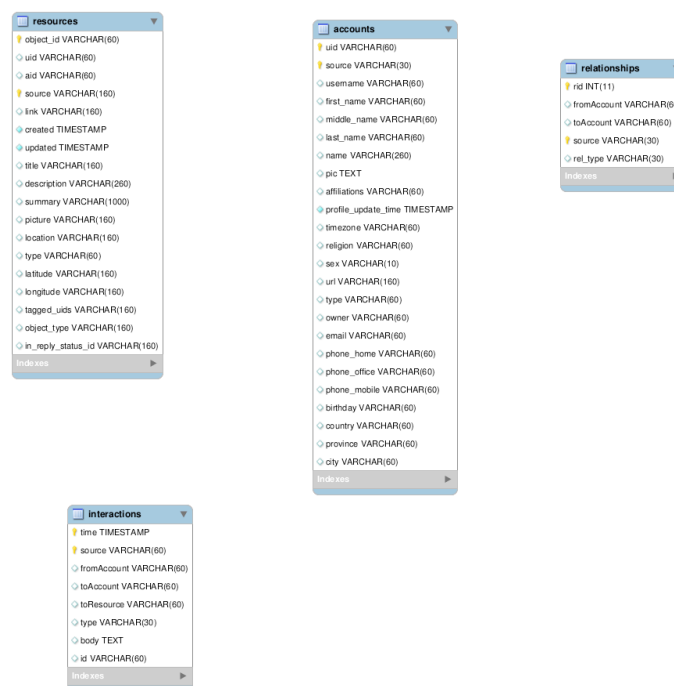 resources
object_id VARCHAR(60)
uid VARCHAR(60)
aid VARCHAR(60)
source VARCHAR(160)
link VARCHAR(160)
created TIMESTAMP
updated TIMESTAMP
title VARCHAR(160)
description VARCHAR(260)
summary VARCHAR(1000)
picture VARCHAR(160)
location VARCHAR(160)
type VARCHAR(60)
latitude VARCHAR(160)
longitude VARCHAR(160)
tagged_uids VARCHAR(160)
object_type VARCHAR(160)
in_reply_status_id VARCHAR(160)
Indexes
accounts
uid VARCHAR(60)
source VARCHAR(30)
username VARCHAR(60)
first_name VARCHAR(60)
middle_name VARCHAR(60)
last_name VARCHAR(60)
name VARCHAR(260)
pic TEXT
affiliations VARCHAR(60)
profile_update_time TIMESTAMP
timezone VARCHAR(60)
religion VARCHAR(60)
sex VARCHAR(10)
url VARCHAR(160)
type VARCHAR(60)
owner VARCHAR(60)
email VARCHAR(60)
phone_home VARCHAR(60)
phone_office VARCHAR(60)
phone_mobile VARCHAR(60)
birthday VARCHAR(60)
country VARCHAR(60)
province VARCHAR(60)
city VARCHAR(60)
Indexes
relationships
rid INT(11)
fromAccount VARCHAR(6
toAccount VARCHAR(60)
source VARCHAR(30)
rel_type VARCHAR(30)
Indexes
interactions
time TIMESTAMP
source VARCHAR(60)
fromAccount VARCHAR(60)
toAccount VARCHAR(60)
toResource VARCHAR(60)
type VARCHAR(30)
body TEXT
id VARCHAR(60)
Indexes